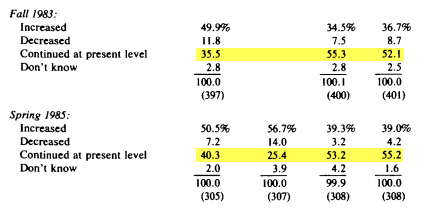 Fall 1983:
Increased 49.9% 34.5% 36.7%
Decreased 11.8 7.5 8.7
Continued at present level 35.5 55.3 52.1
Don't know 2.8 2.8 2.5
100.0 100.1 100.0
(397) (400) (401)
Spring 1985:
Increased 50.5% 56.7% 39.3% 39.0%
Decreased 7.2 14.0 3.2 4.2
Continued at present level 40.3 25.4 53.2 55.2
Don't know 2.0 3.9 4.2 1.6
100.0 100.0 99.9 100.0
(305) (307) (308) (308)